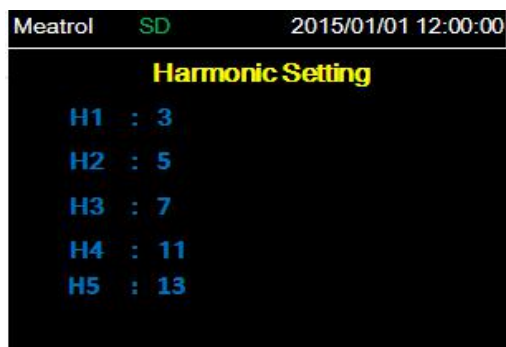 Meatrol SD 2015/01/01 12:00:00
Harmonic Setting
H1 : 3
H2 : 5
H3 : 7
H4 : 11
H5 : 13